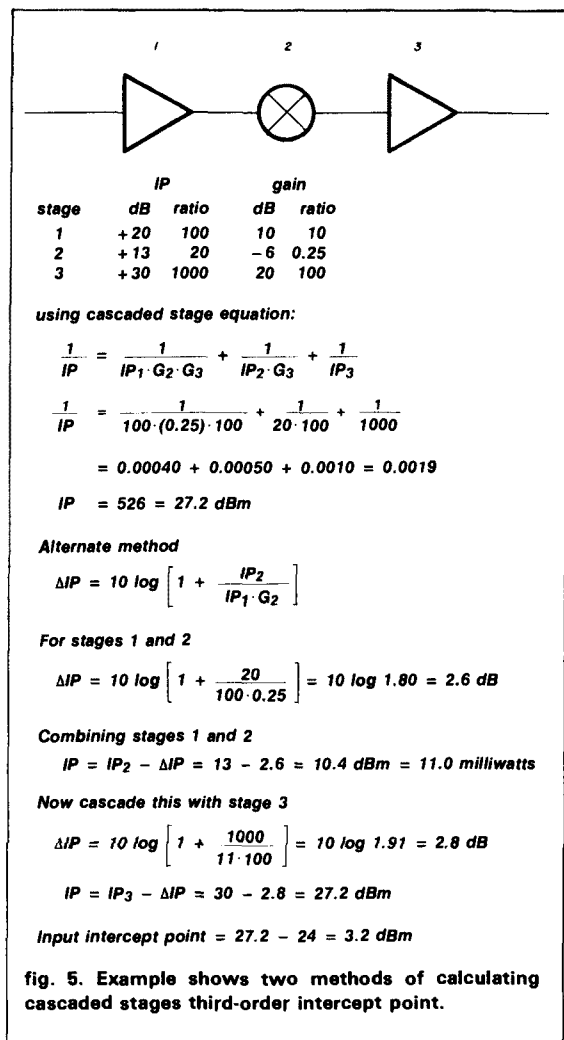 1 2 3
IP gain
stage dB ratio dB ratio
1 +20 100 10 10
2 +13 20 -6 0.25
3 +30 1000 20 100
using cascaded stage equation:
1/IP = 1/(IP₁·G₂·G₃) + 1/(IP₂·G₃) + 1/IP₃
1/IP = 1/(100·(0.25)·100) + 1/(20·100) + 1/1000
= 0.00040 + 0.00050 + 0.0010 = 0.0019
IP = 526 = 27.2 dBm
Alternate method
ΔIP = 10 log [1 + IP₂/(IP₁·G₂)]
For stages 1 and 2
ΔIP = 10 log [1 + 20/(100·0.25)] = 10 log 1.80 = 2.6 dB
Combining stages 1 and 2
IP = IP₂ – ΔIP = 13 – 2.6 = 10.4 dBm = 11.0 milliwatts
Now cascade this with stage 3
ΔIP = 10 log [1 + 1000/(11·100)] = 10 log 1.91 = 2.8 dB
IP = IP₃ – ΔIP = 30 – 2.8 = 27.2 dBm
Input intercept point = 27.2 – 24 = 3.2 dBm
fig. 5. Example shows two methods of calculating
cascaded stages third-order intercept point.